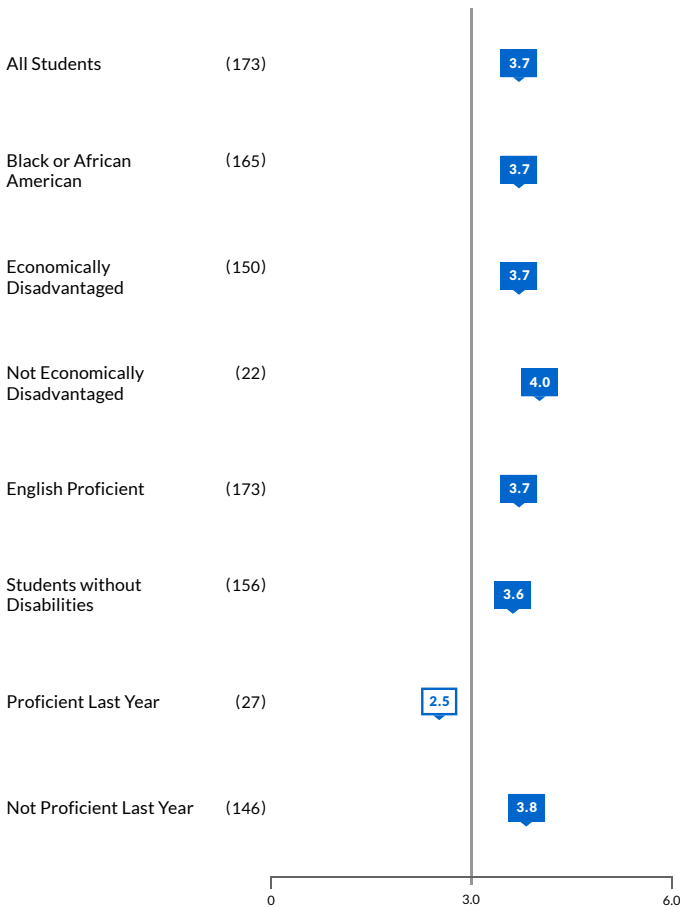 All Students (173) 3.7
Black or African (165) 3.7
American
Economically (150) 3.7
Disadvantaged
Not Economically (22) 4.0
Disadvantaged
English Proficient (173) 3.7
Students without (156) 3.6
Disabilities
Proficient Last Year (27) 2.5
Not Proficient Last Year (146) 3.8
0 3.0 6.0